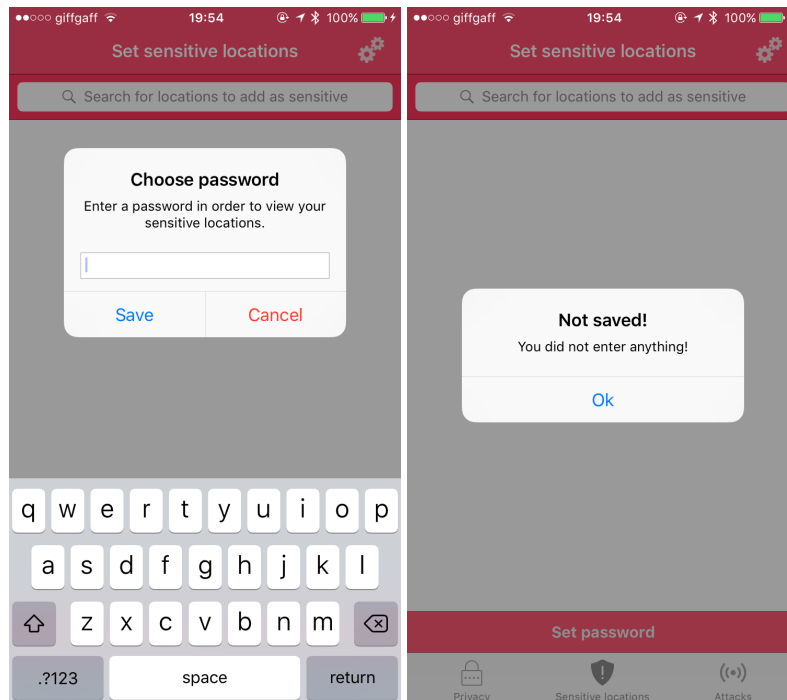 giffgaff 19:54 100%
Set sensitive locations
Search for locations to add as sensitive
Choose password
Enter a password in order to view your
sensitive locations.
Save Cancel
q w e r t y u i o p
a s d f g h j k l
z x c v b n m
.?123 space return
giffgaff 19:54 100%
Set sensitive locations
Search for locations to add as sensitive
Not saved!
You did not enter anything!
Ok
Set password
Privacy Sensitive locations Attacks